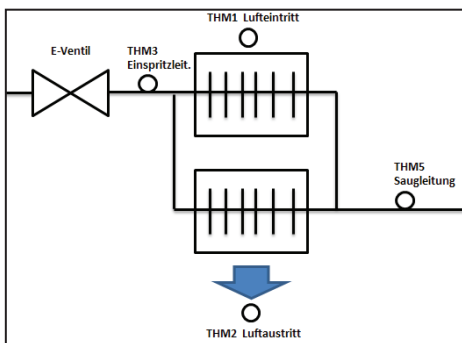 THM1 Lufteintritt
E-Ventil
THM3
Einspritzleit.
THM5
Saugleitung
THM2 Luftaustritt